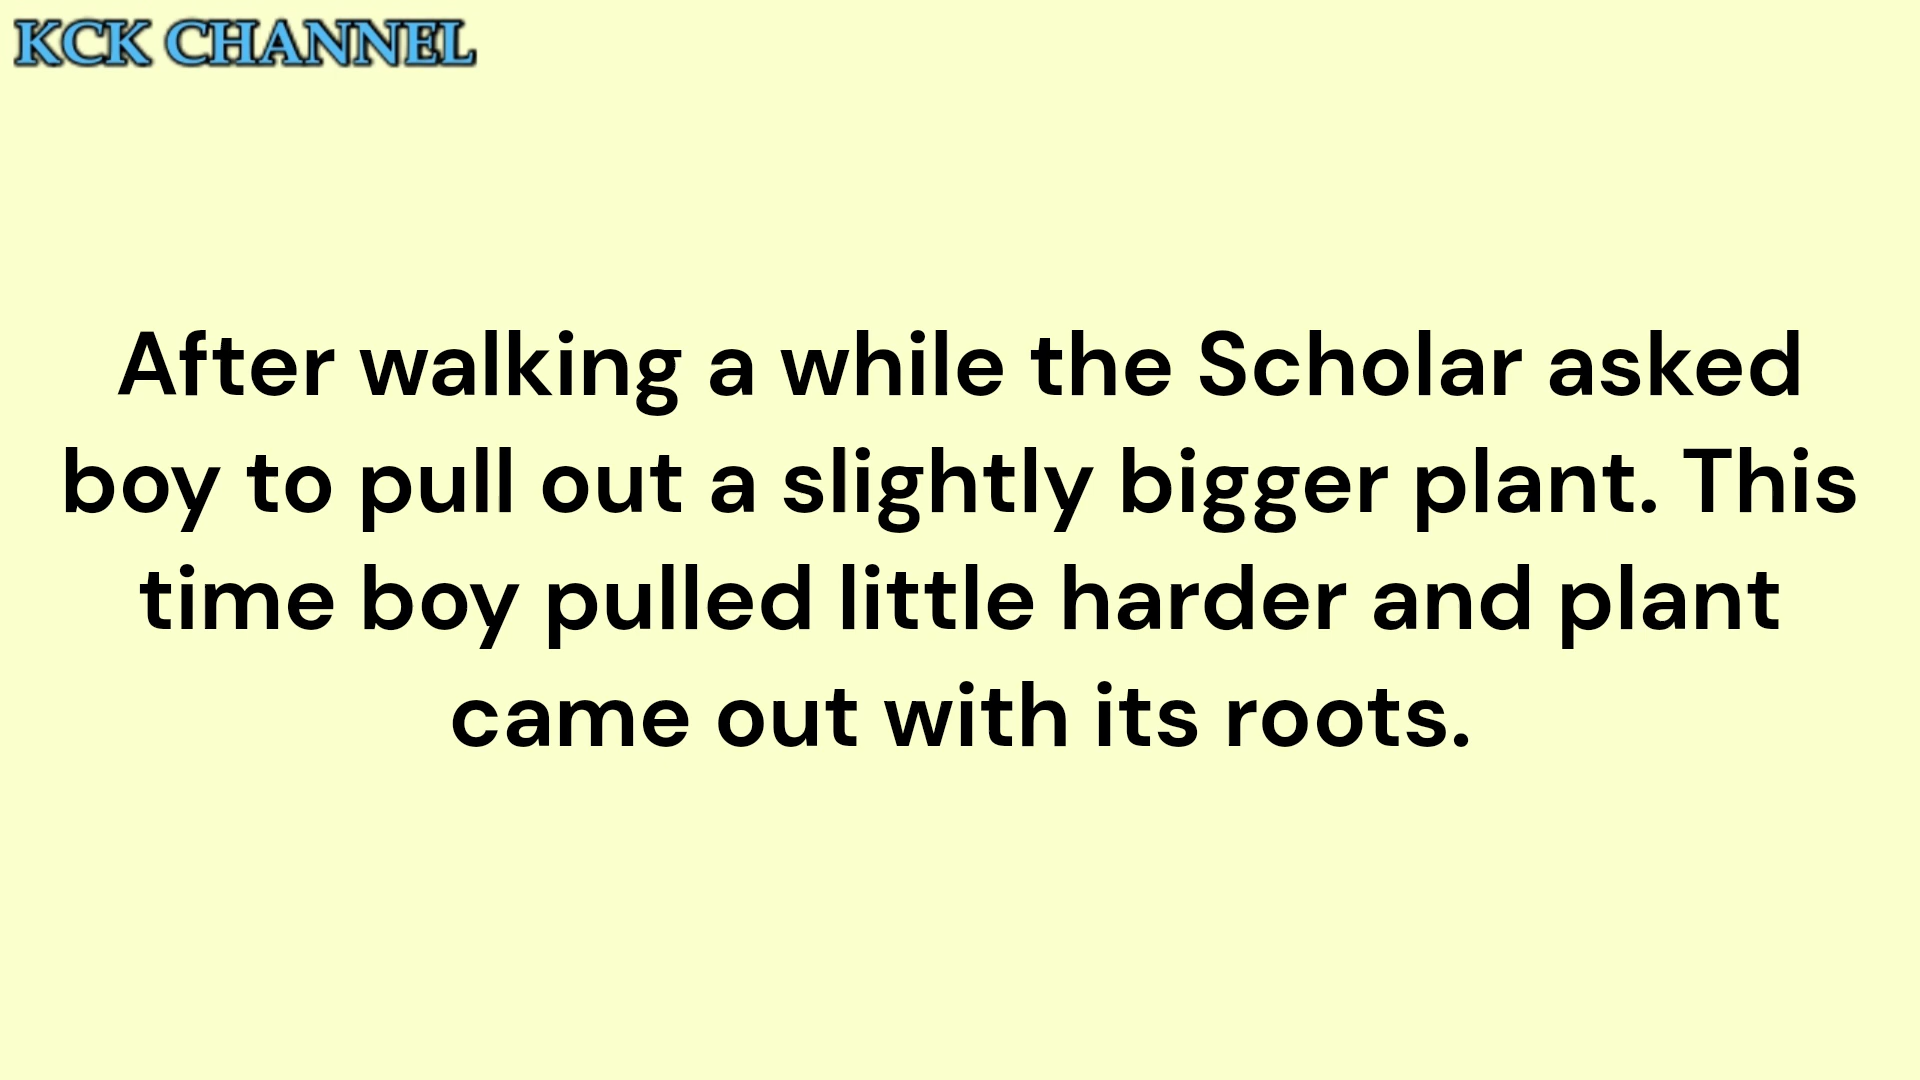 KCK CHANNEL
After walking a while the Scholar asked
boy to pull out a slightly bigger plant. This
time boy pulled little harder and plant
came out with its roots.